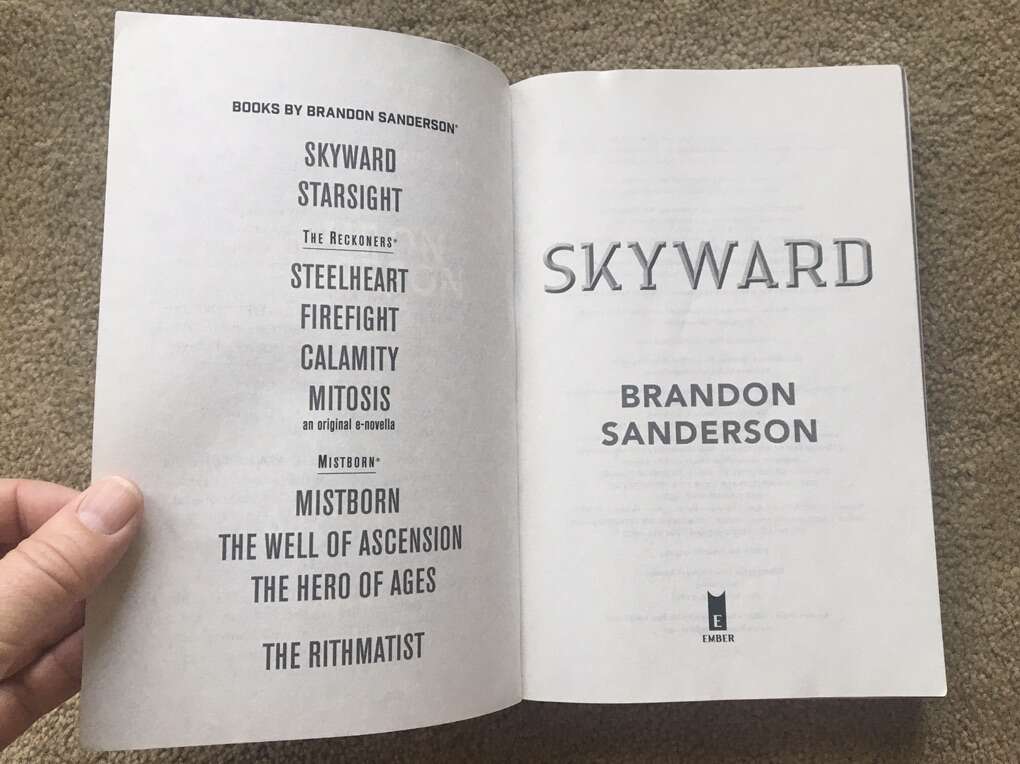 BOOKS BY BRANDON SANDERSON®
SKYWARD
STARSIGHT
THE RECKONERS®
STEELHEART
FIREFIGHT
CALAMITY
MITOSIS
an original e-novella
MISTBORN®
MISTBORN
THE WELL OF ASCENSION
THE HERO OF AGES
THE RITHMATIST
SKYWARD
BRANDON
SANDERSON
E
EMBER